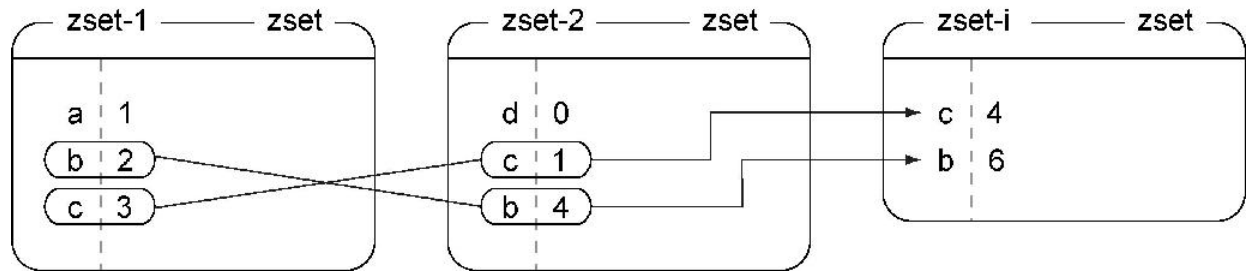 zset-1 zset
a 1
b 2
c 3
zset-2 zset
d 0
c 1
b 4
zset-i zset
c 4
b 6